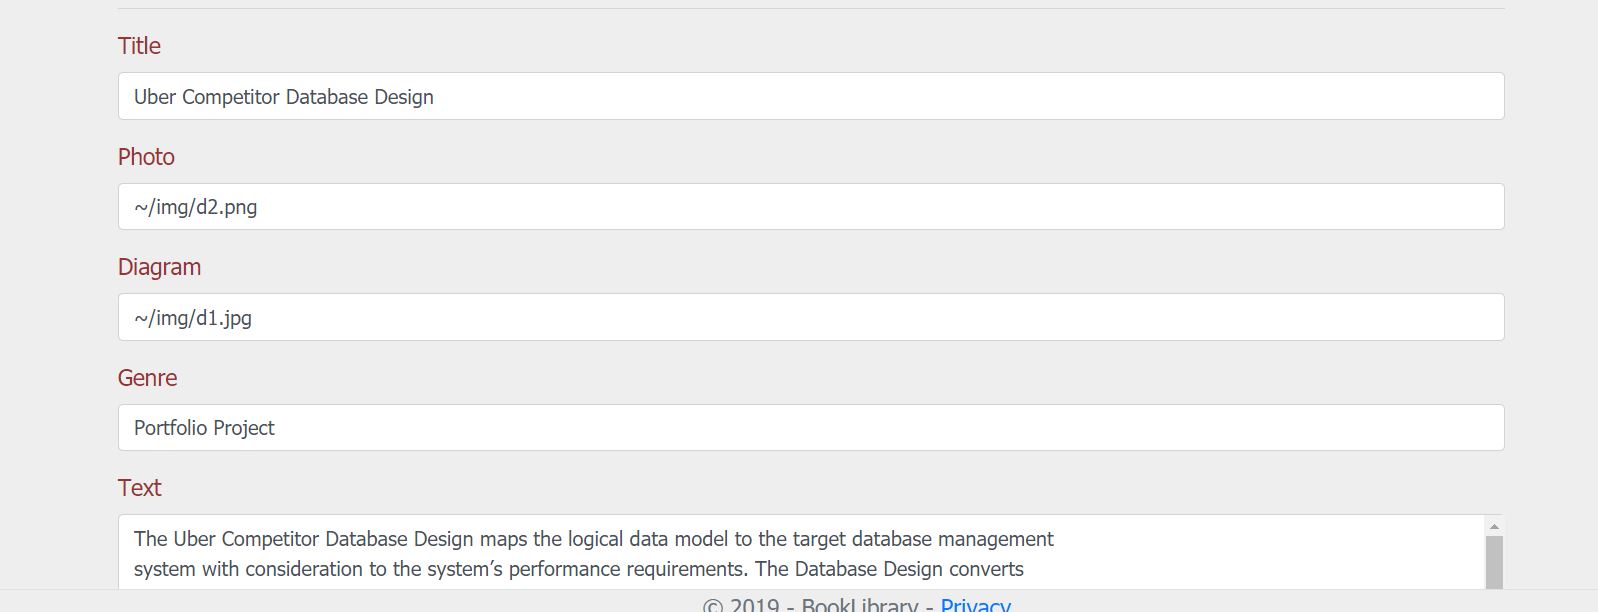 Title
Uber Competitor Database Design
Photo
~/img/d2.png
Diagram
~/img/d1.jpg
Genre
Portfolio Project
Text
The Uber Competitor Database Design maps the logical data model to the target database management
system with consideration to the system’s performance requirements. The Database Design converts
© 2019 - BookLibrary - Privacy